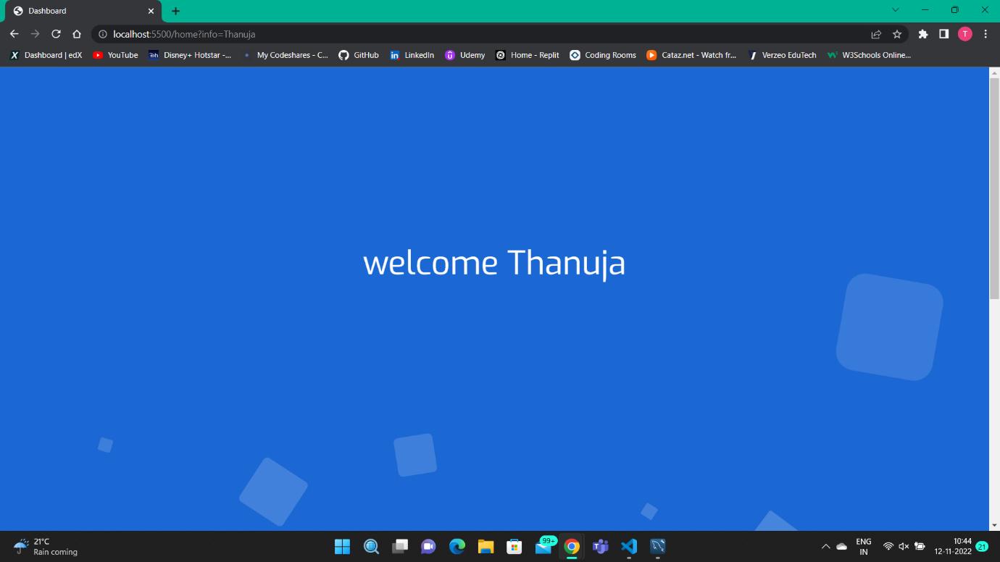 Dashboard
localhost:5500/home?info=Thanuja
T
Dashboard | edX YouTube Disney+ Hotstar -... My Codeshares - C... GitHub LinkedIn Udemy Home - Replit Coding Rooms Cataz.net - Watch fr... Verzeo EduTech W3Schools Online...
welcome Thanuja
21°C
Rain coming
99+
ENG
IN
10:44
12-11-2022
21